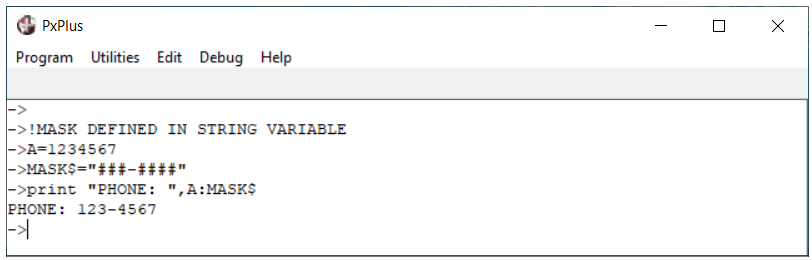 PxPlus
Program Utilities Edit Debug Help
->
->!MASK DEFINED IN STRING VARIABLE
->A=1234567
->MASK$="###-####"
->print "PHONE: ",A:MASK$
PHONE: 123-4567
->